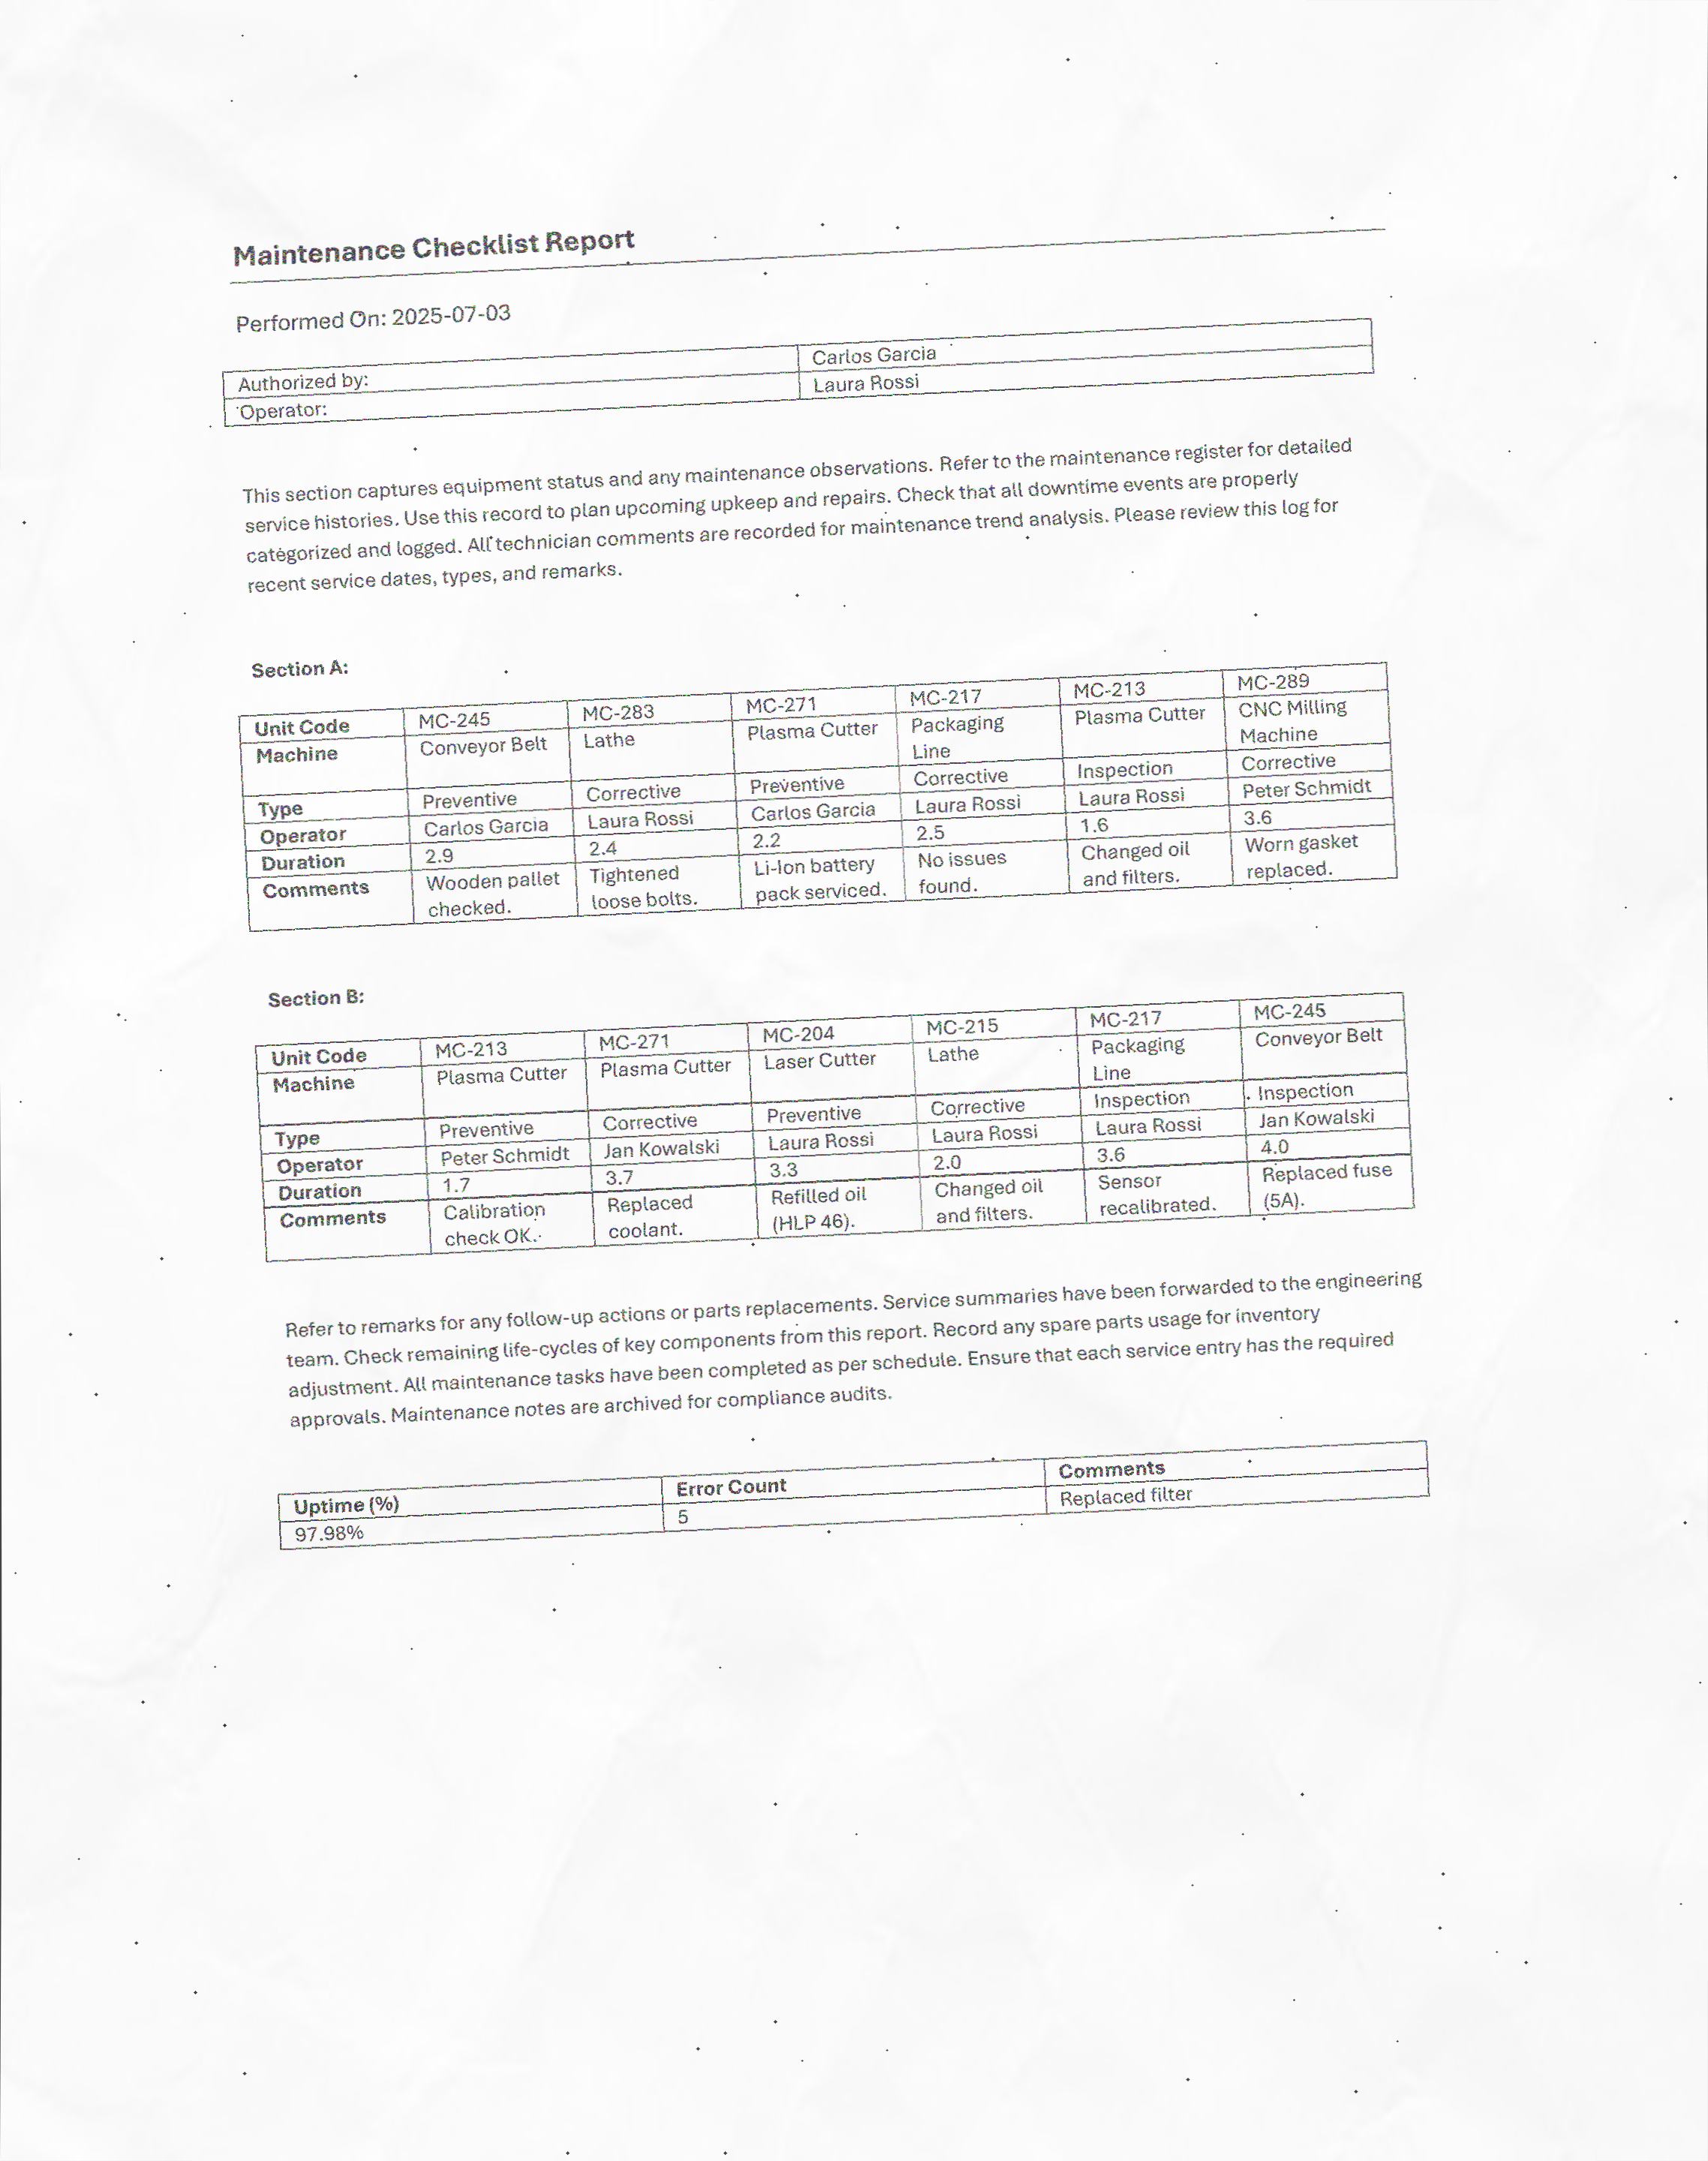 Maintenance Checklist Report
Performed On: 2025-07-03
Authorized by: Carlos Garcia
Operator: Laura Rossi
This section captures equipment status and any maintenance observations. Refer to the maintenance register for detailed
service histories. Use this record to plan upcoming upkeep and repairs. Check that all downtime events are properly
categorized and logged. All technician comments are recorded for maintenance trend analysis. Please review this log for
recent service dates, types, and remarks.
Section A:
Unit Code MC-245 MC-283 MC-271 MC-217 MC-213 MC-289
Machine Conveyor Belt Lathe Plasma Cutter Packaging Plasma Cutter CNC Milling
Line Machine
Type Preventive Corrective Preventive Corrective Inspection Corrective
Operator Carlos Garcia Laura Rossi Carlos Garcia Laura Rossi Laura Rossi Peter Schmidt
Duration 2.9 2.4 2.2 2.5 1.6 3.6
Comments Wooden pallet Tightened Li-Ion battery No issues Changed oil Worn gasket
checked. loose bolts. pack serviced. found. and filters. replaced.
Section B:
Unit Code MC-213 MC-271 MC-204 MC-215 MC-217 MC-245
Machine Plasma Cutter Plasma Cutter Laser Cutter Lathe Packaging Conveyor Belt
Line
Type Preventive Corrective Preventive Corrective Inspection Inspection
Operator Peter Schmidt Jan Kowalski Laura Rossi Laura Rossi Laura Rossi Jan Kowalski
Duration 1.7 3.7 3.3 2.0 3.6 4.0
Comments Calibration Replaced Refilled oil Changed oil Sensor Replaced fuse
check OK. coolant. (HLP 46). and filters. recalibrated. (5A).
Refer to remarks for any follow-up actions or parts replacements. Service summaries have been forwarded to the engineering
team. Check remaining life-cycles of key components from this report. Record any spare parts usage for inventory
adjustment. All maintenance tasks have been completed as per schedule. Ensure that each service entry has the required
approvals. Maintenance notes are archived for compliance audits.
Uptime (%) Error Count Comments
97.98% 5 Replaced filter